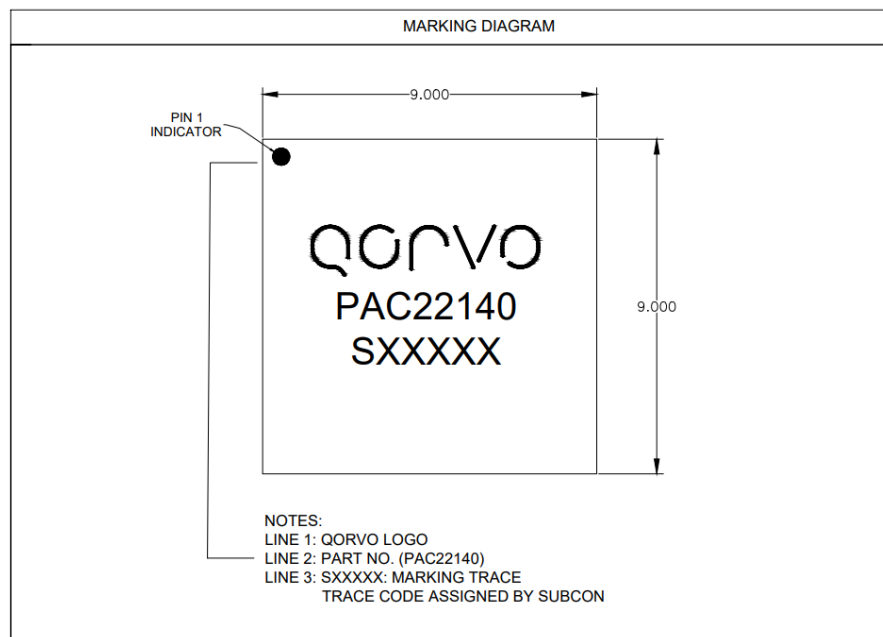 MARKING DIAGRAM
9.000
PIN 1
INDICATOR
QORVO
PAC22140
SXXXXX
9.000
NOTES:
LINE 1: QORVO LOGO
LINE 2: PART NO. (PAC22140)
LINE 3: SXXXXX: MARKING TRACE
TRACE CODE ASSIGNED BY SUBCON